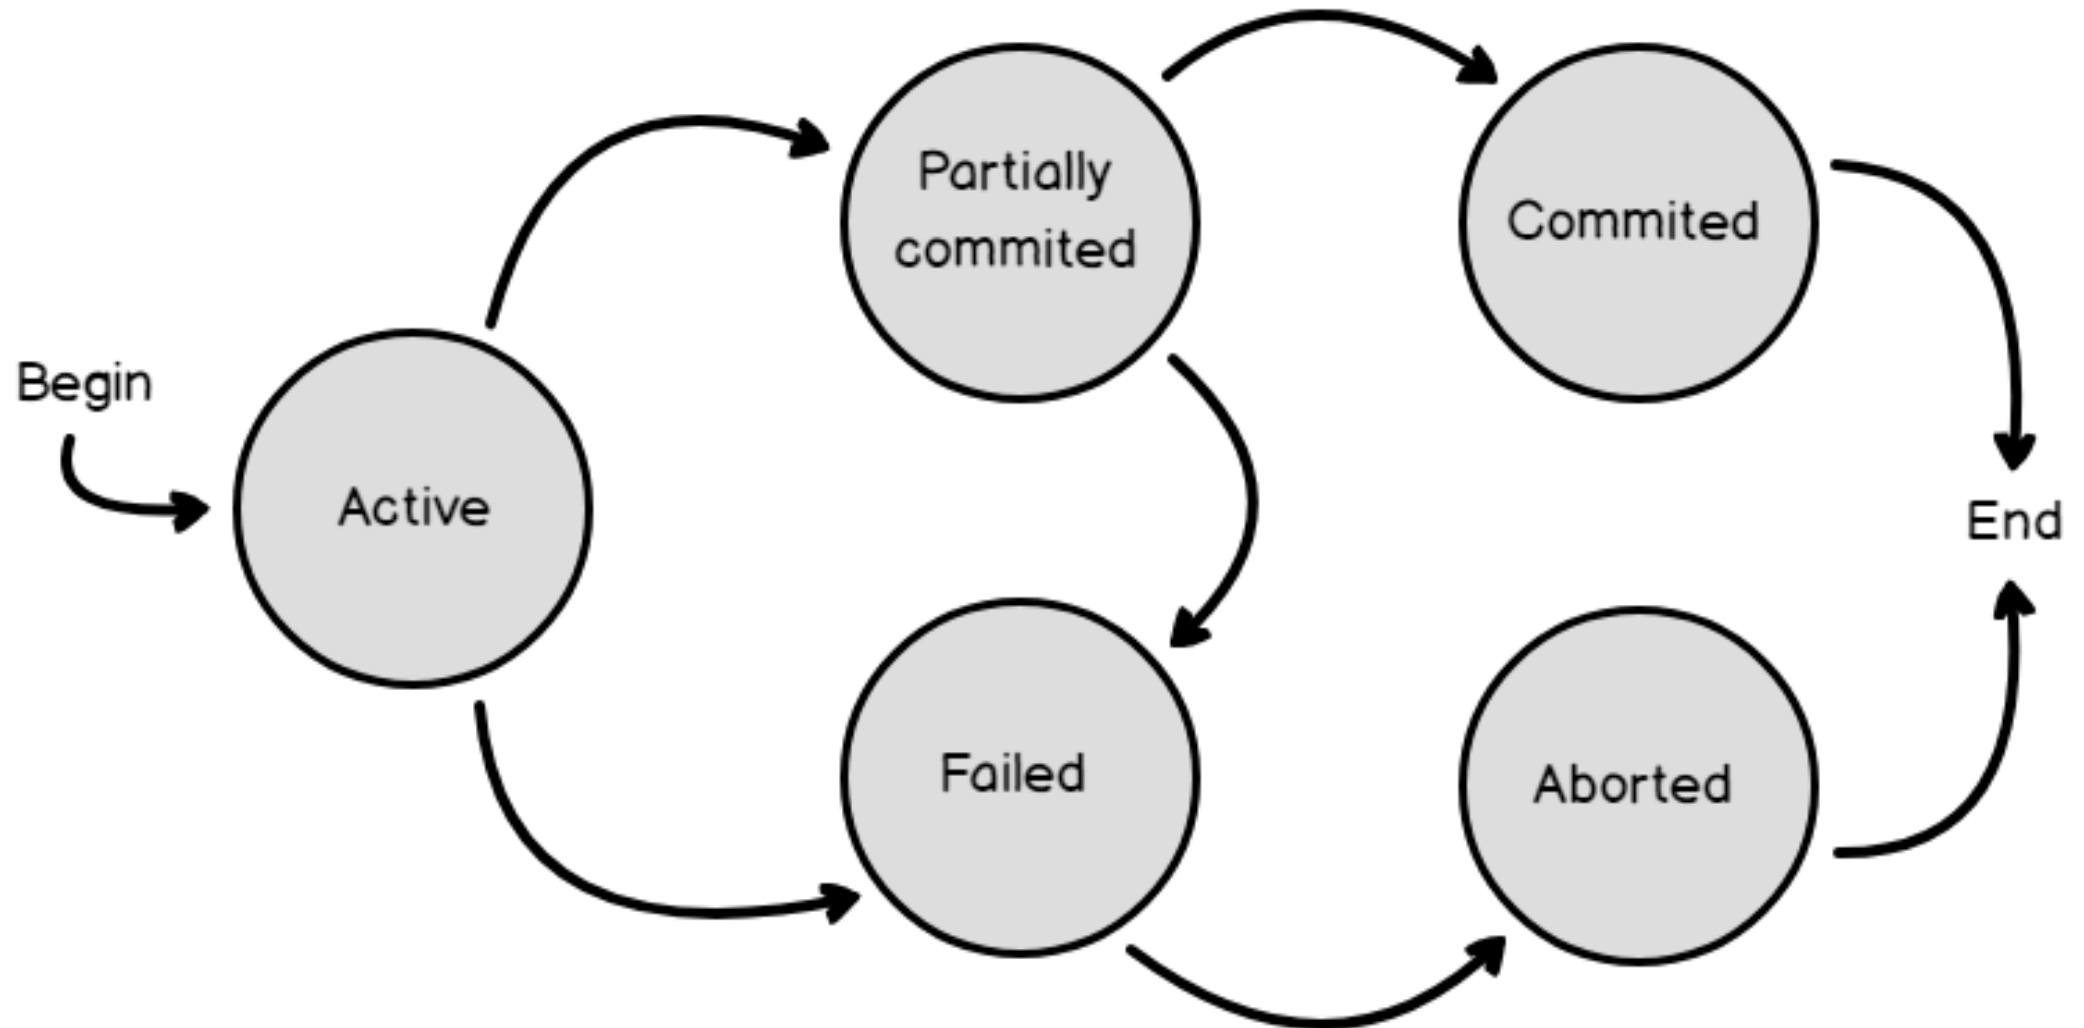 Begin
Active
Partially
commited
Commited
Failed
Aborted
End